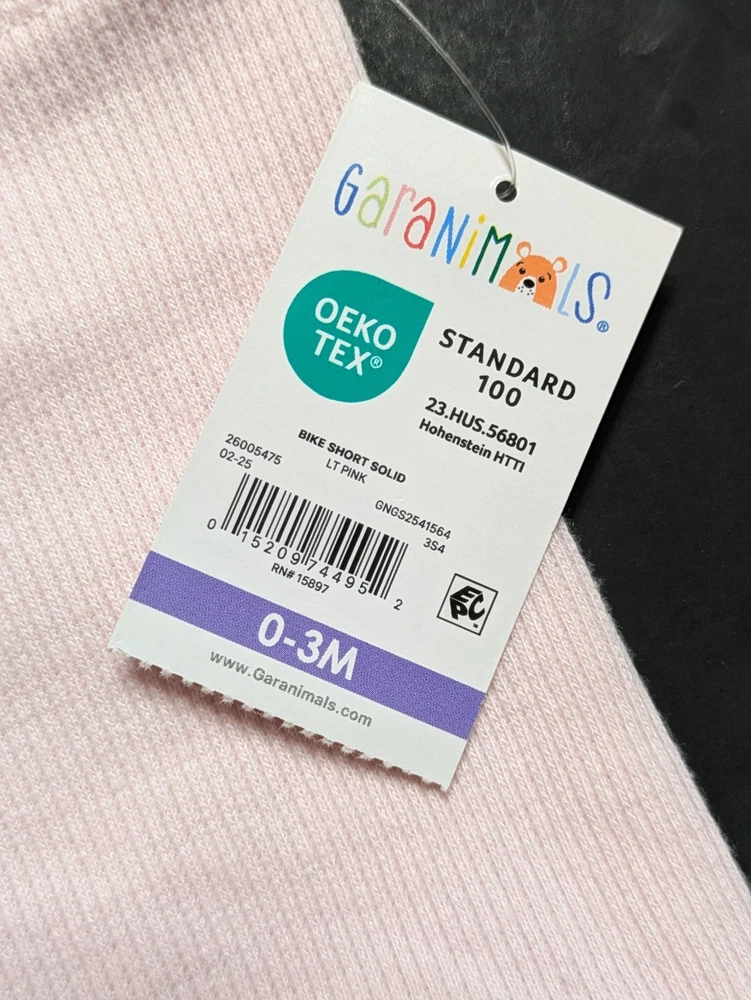 GaraNiMALS®
OEKO
TEX®
STANDARD
100
23.HUS.56801
Hohenstein HTTI
26005475
02-25
BIKE SHORT SOLID
LT PINK
GNGS2541564
3S4
0 15209 74495 2
RN# 15897
EPC™
0-3M
www.Garanimals.com